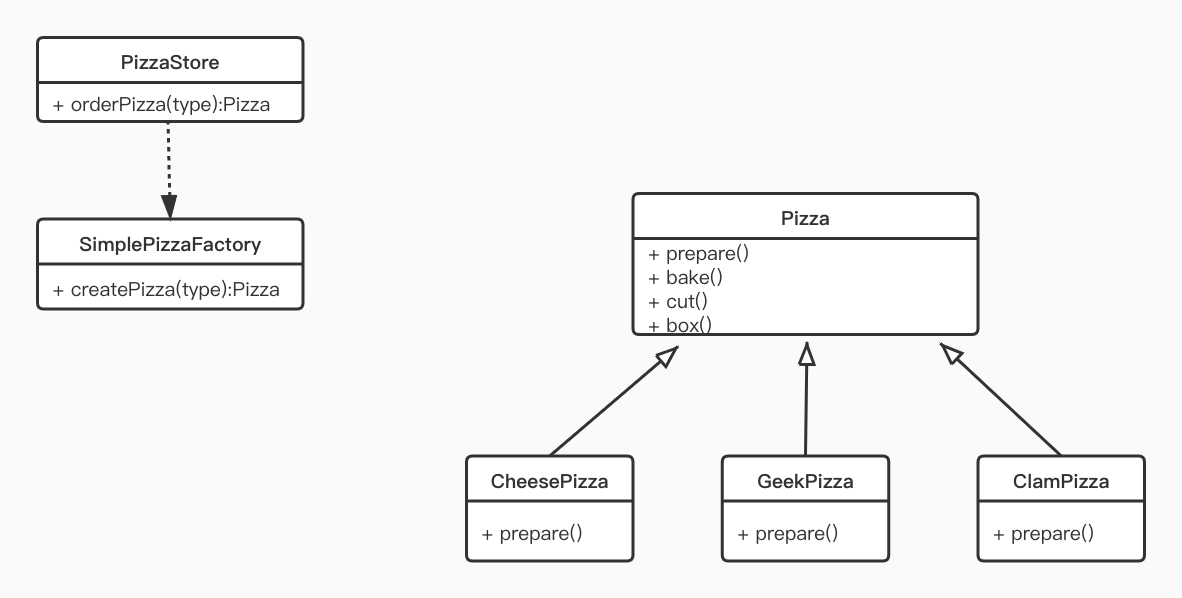 PizzaStore
+ orderPizza(type):Pizza
SimplePizzaFactory
+ createPizza(type):Pizza
Pizza
+ prepare()
+ bake()
+ cut()
+ box()
CheesePizza
+ prepare()
GeekPizza
+ prepare()
ClamPizza
+ prepare()